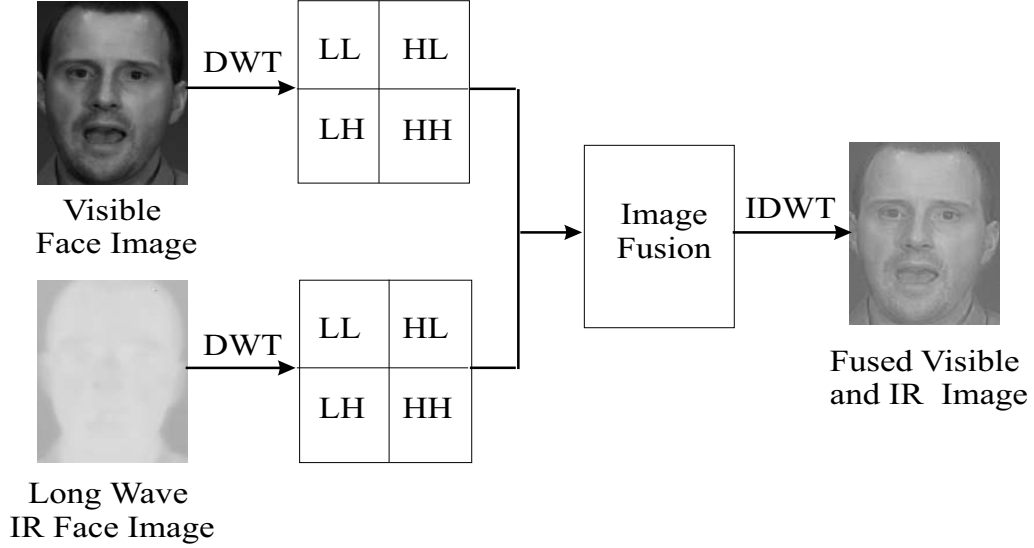 DWT
LL HL
LH HH
Visible
Face Image
Image
Fusion
IDWT
DWT
LL HL
LH HH
Fused Visible
and IR Image
Long Wave
IR Face Image